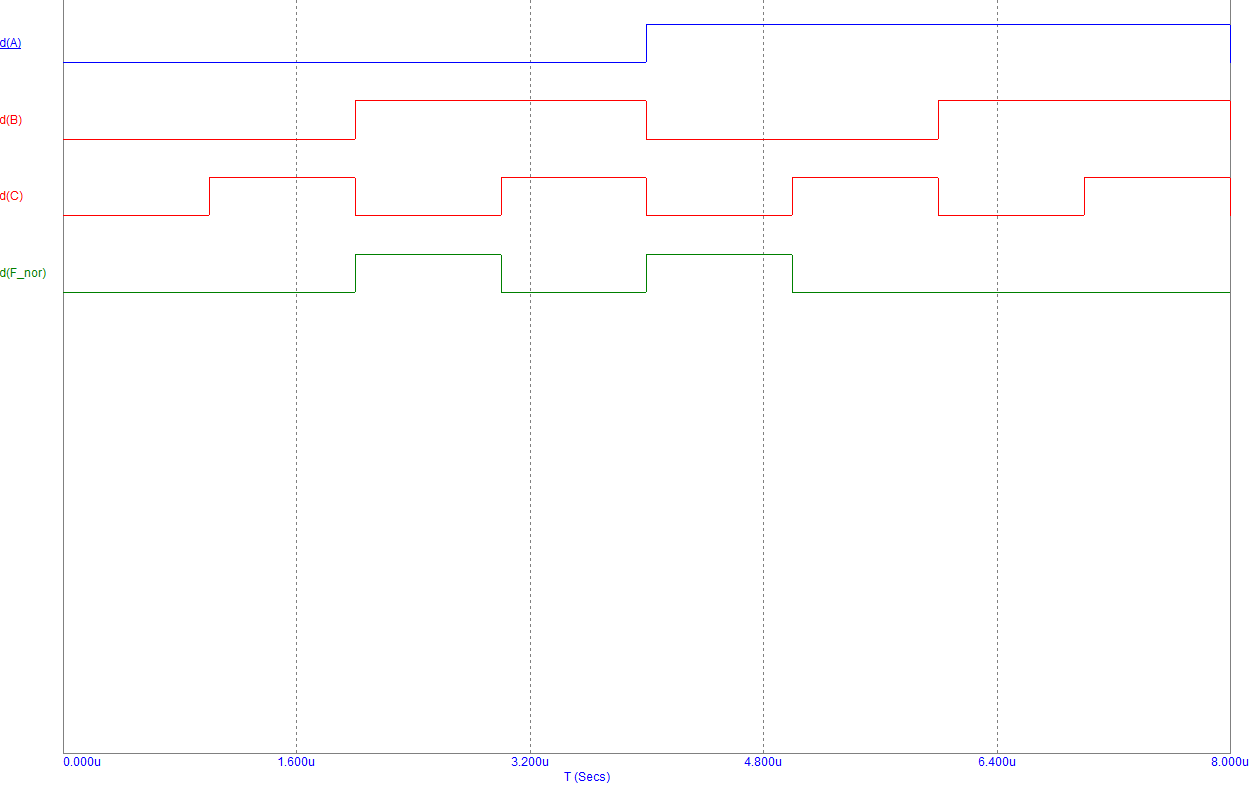 d(A)
d(B)
d(C)
d(F_nor)
0.000u 1.600u 3.200u 4.800u 6.400u 8.000u
T (Secs)